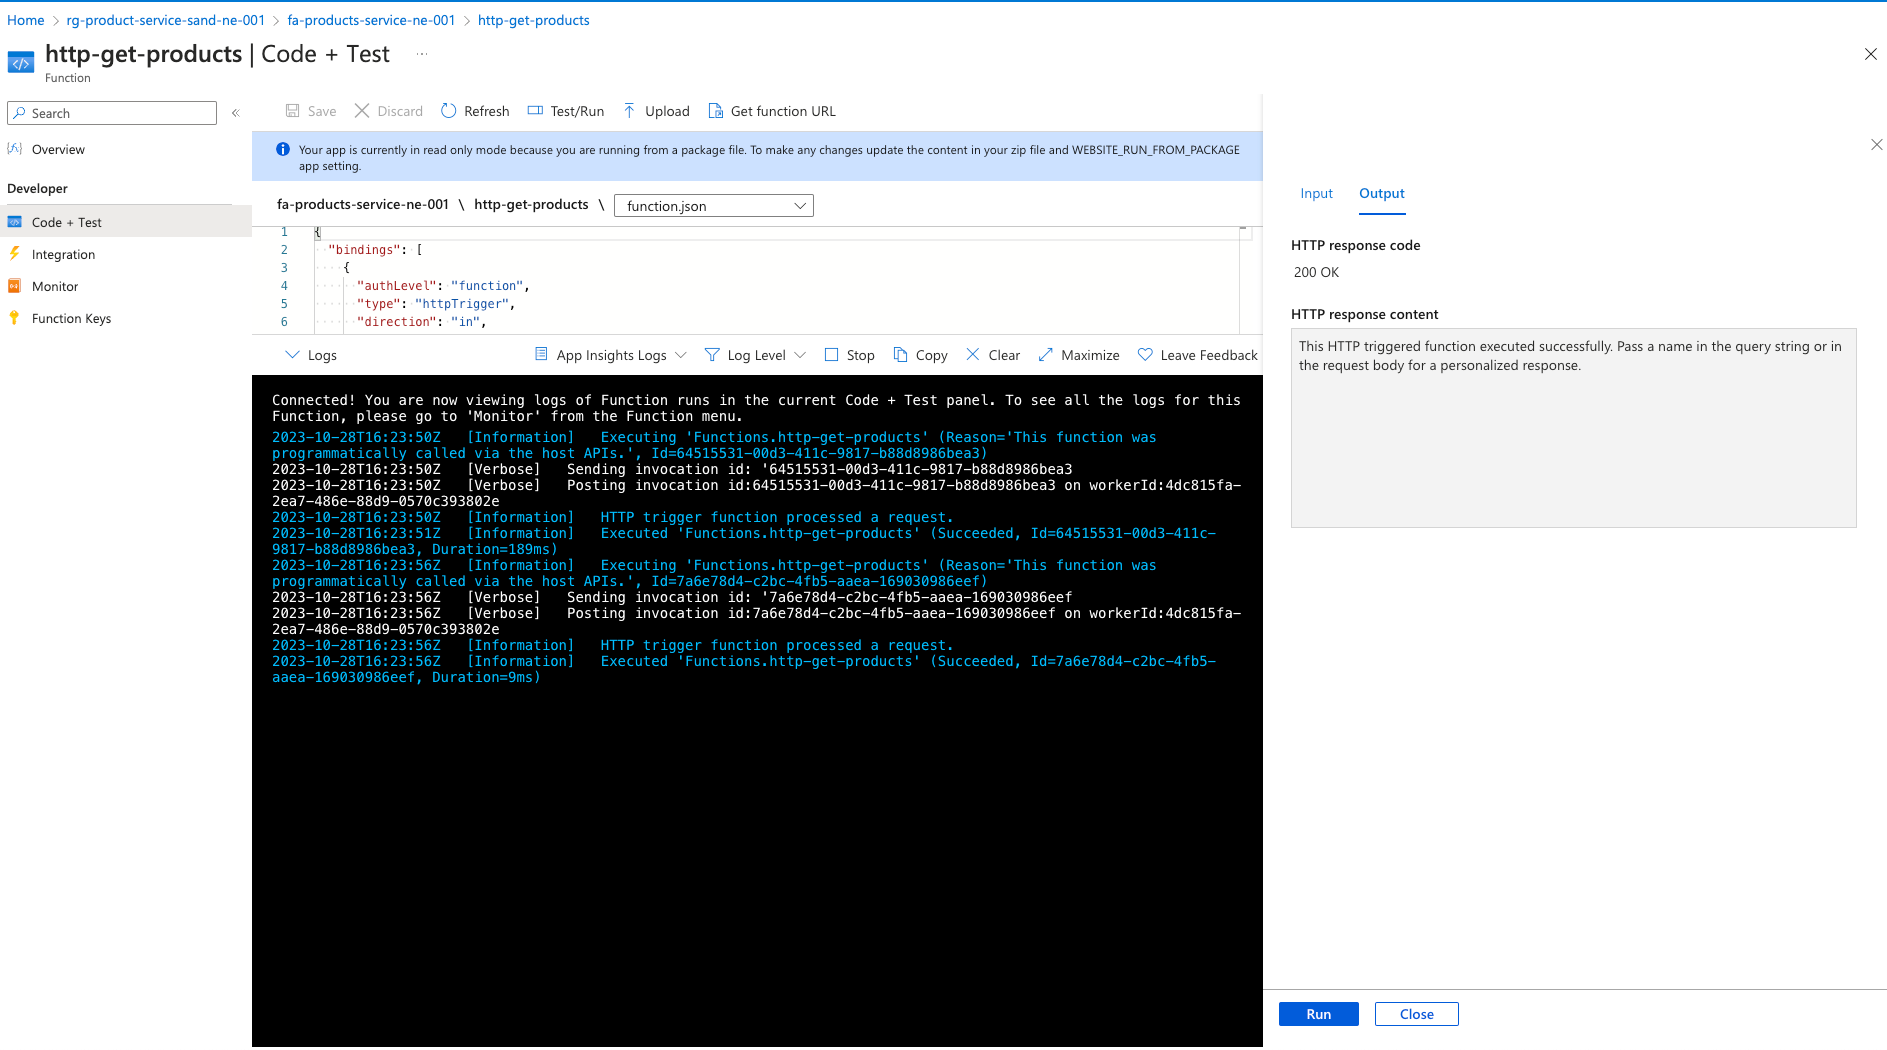 Home > rg-product-service-sand-ne-001 > fa-products-service-ne-001 > http-get-products
http-get-products | Code + Test ...
Function
Search «
Overview
Developer
Code + Test
Integration
Monitor
Function Keys
Save Discard Refresh Test/Run Upload Get function URL
Your app is currently in read only mode because you are running from a package file. To make any changes update the content in your zip file and WEBSITE_RUN_FROM_PACKAGE
app setting.
fa-products-service-ne-001 \ http-get-products \ function.json
1 {
2 "bindings": [
3 {
4 "authLevel": "function",
5 "type": "httpTrigger",
6 "direction": "in",
Logs App Insights Logs Log Level Stop Copy Clear Maximize Leave Feedback
Connected! You are now viewing logs of Function runs in the current Code + Test panel. To see all the logs for this
Function, please go to 'Monitor' from the Function menu.
2023-10-28T16:23:50Z [Information] Executing 'Functions.http-get-products' (Reason='This function was
programmatically called via the host APIs.', Id=64515531-00d3-411c-9817-b88d8986bea3)
2023-10-28T16:23:50Z [Verbose] Sending invocation id: '64515531-00d3-411c-9817-b88d8986bea3
2023-10-28T16:23:50Z [Verbose] Posting invocation id:64515531-00d3-411c-9817-b88d8986bea3 on workerId:4dc815fa-
2ea7-486e-88d9-0570c393802e
2023-10-28T16:23:50Z [Information] HTTP trigger function processed a request.
2023-10-28T16:23:51Z [Information] Executed 'Functions.http-get-products' (Succeeded, Id=64515531-00d3-411c-
9817-b88d8986bea3, Duration=189ms)
2023-10-28T16:23:56Z [Information] Executing 'Functions.http-get-products' (Reason='This function was
programmatically called via the host APIs.', Id=7a6e78d4-c2bc-4fb5-aaea-169030986eef)
2023-10-28T16:23:56Z [Verbose] Sending invocation id: '7a6e78d4-c2bc-4fb5-aaea-169030986eef
2023-10-28T16:23:56Z [Verbose] Posting invocation id:7a6e78d4-c2bc-4fb5-aaea-169030986eef on workerId:4dc815fa-
2ea7-486e-88d9-0570c393802e
2023-10-28T16:23:56Z [Information] HTTP trigger function processed a request.
2023-10-28T16:23:56Z [Information] Executed 'Functions.http-get-products' (Succeeded, Id=7a6e78d4-c2bc-4fb5-
aaea-169030986eef, Duration=9ms)
Input Output
HTTP response code
200 OK
HTTP response content
This HTTP triggered function executed successfully. Pass a name in the query string or in
the request body for a personalized response.
Run Close